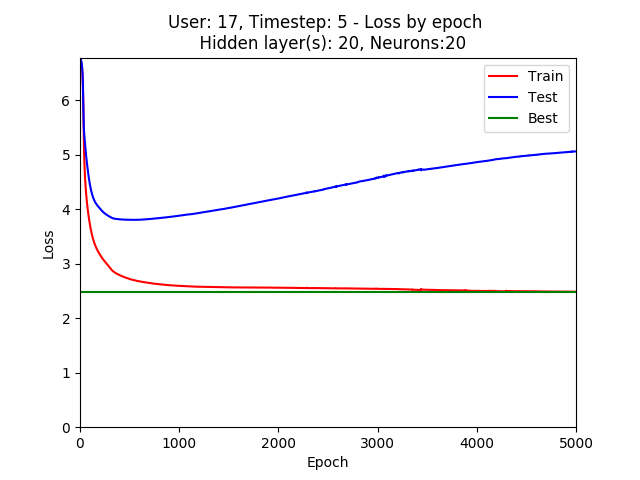 User: 17, Timestep: 5 - Loss by epoch
Hidden layer(s): 20, Neurons:20
Train
Test
Best
6
5
4
3
2
1
0
Loss
0 1000 2000 3000 4000 5000
Epoch